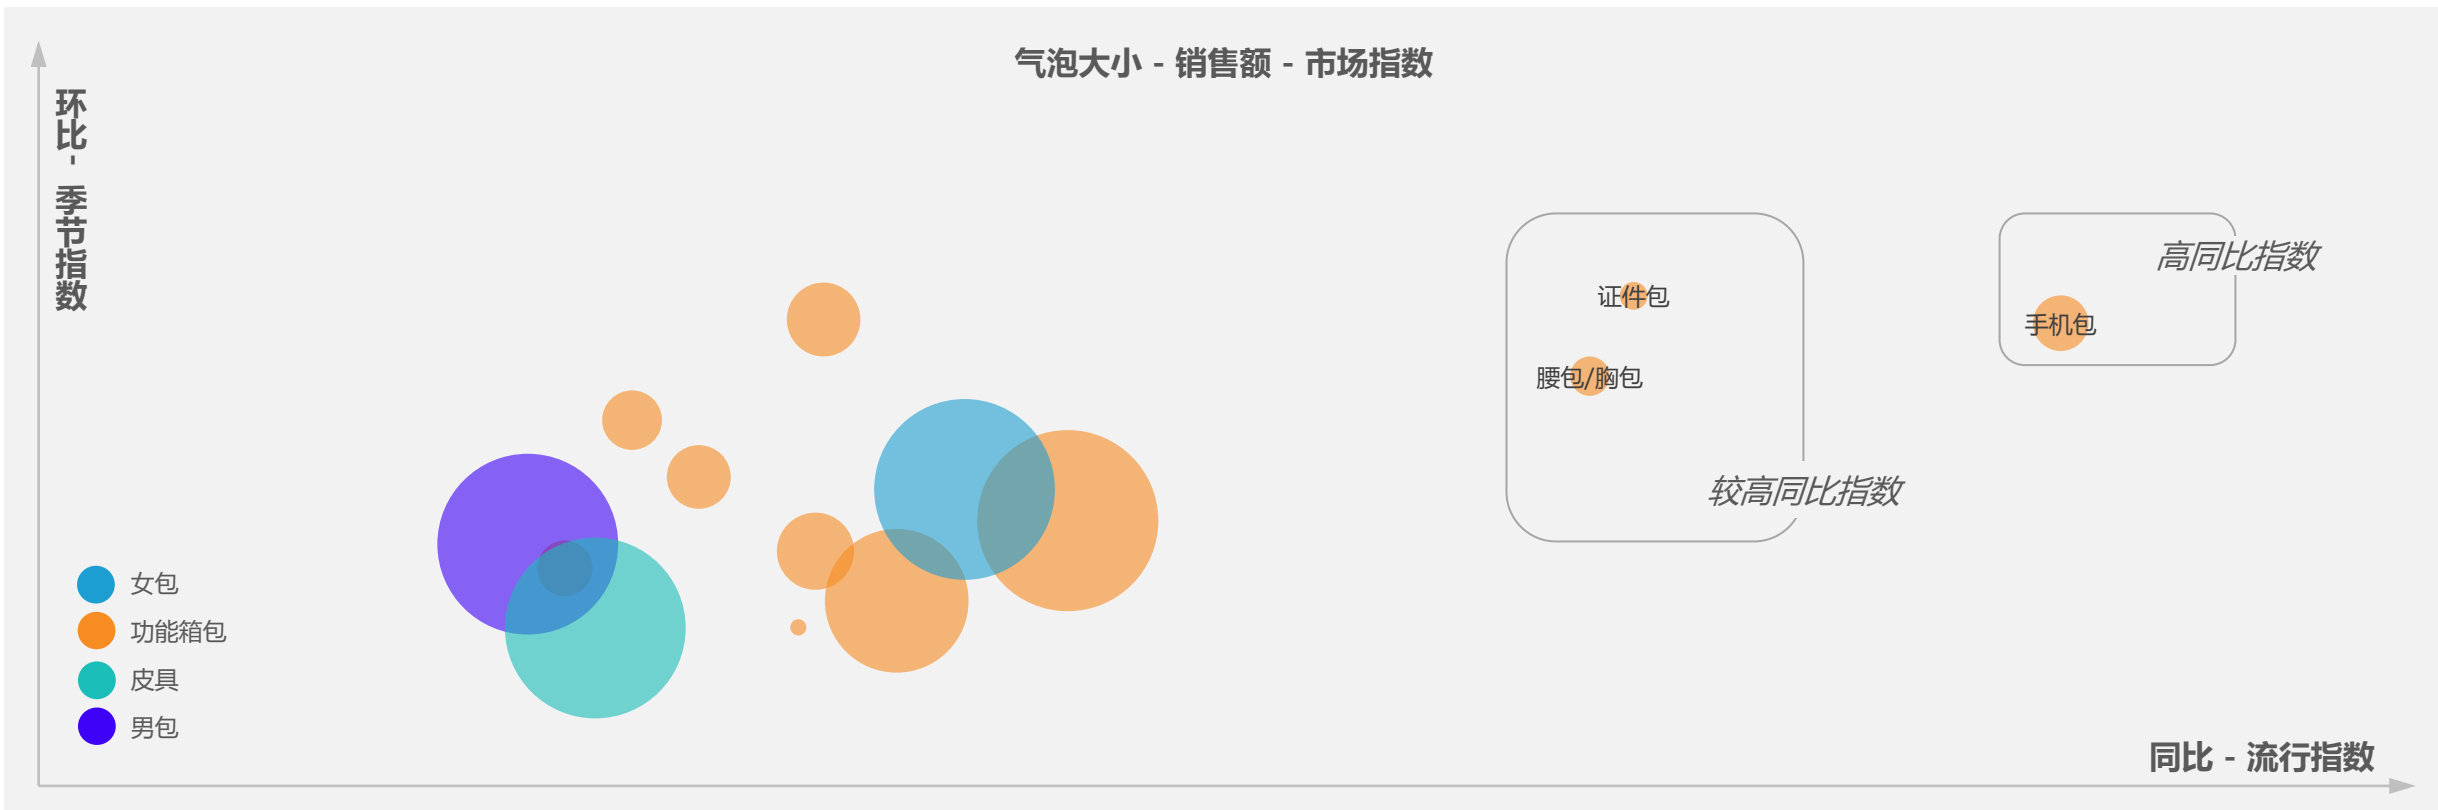 气泡大小 - 销售额 - 市场指数
环比 - 季节指数
高同比指数
证件包
手机包
腰包/胸包
较高同比指数
女包
功能箱包
皮具
男包
同比 - 流行指数